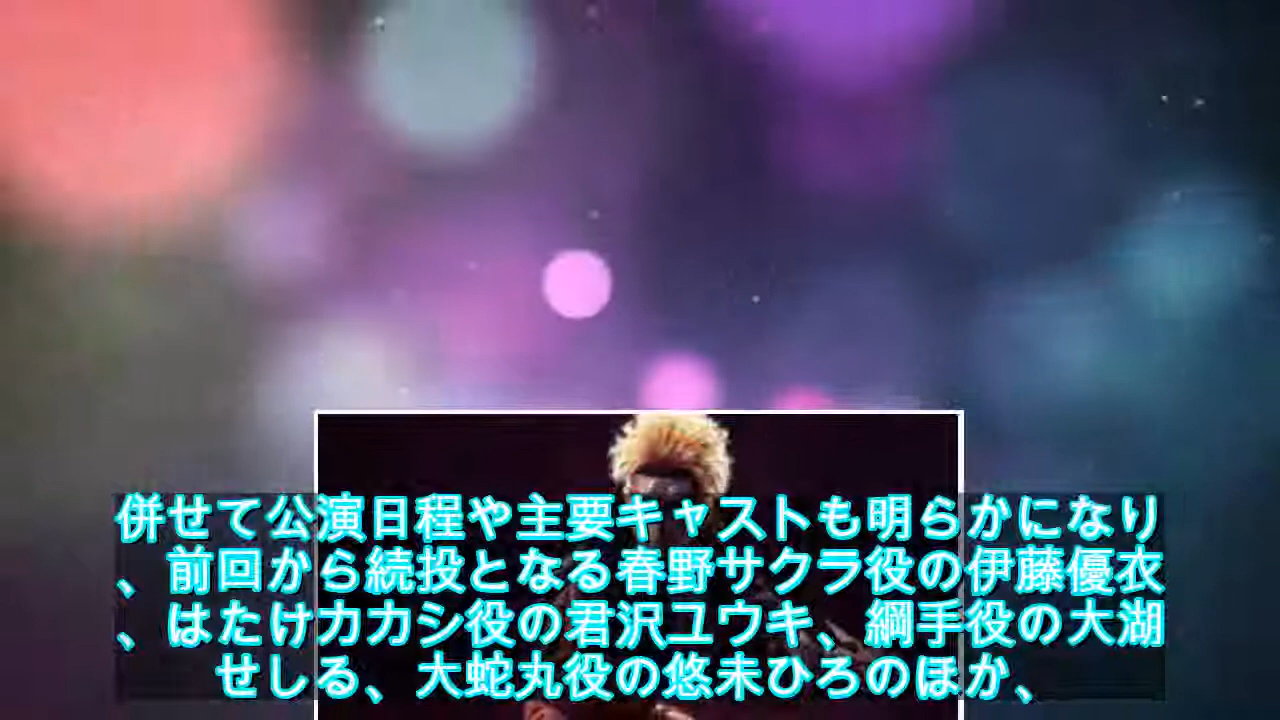 併せて公演日程や主要キャストも明らかになり
、前回から続投となる春野サクラ役の伊藤優衣
、はたけカカシ役の君沢ユウキ、綱手役の大湖
せしる、大蛇丸役の悠未ひろのほか、